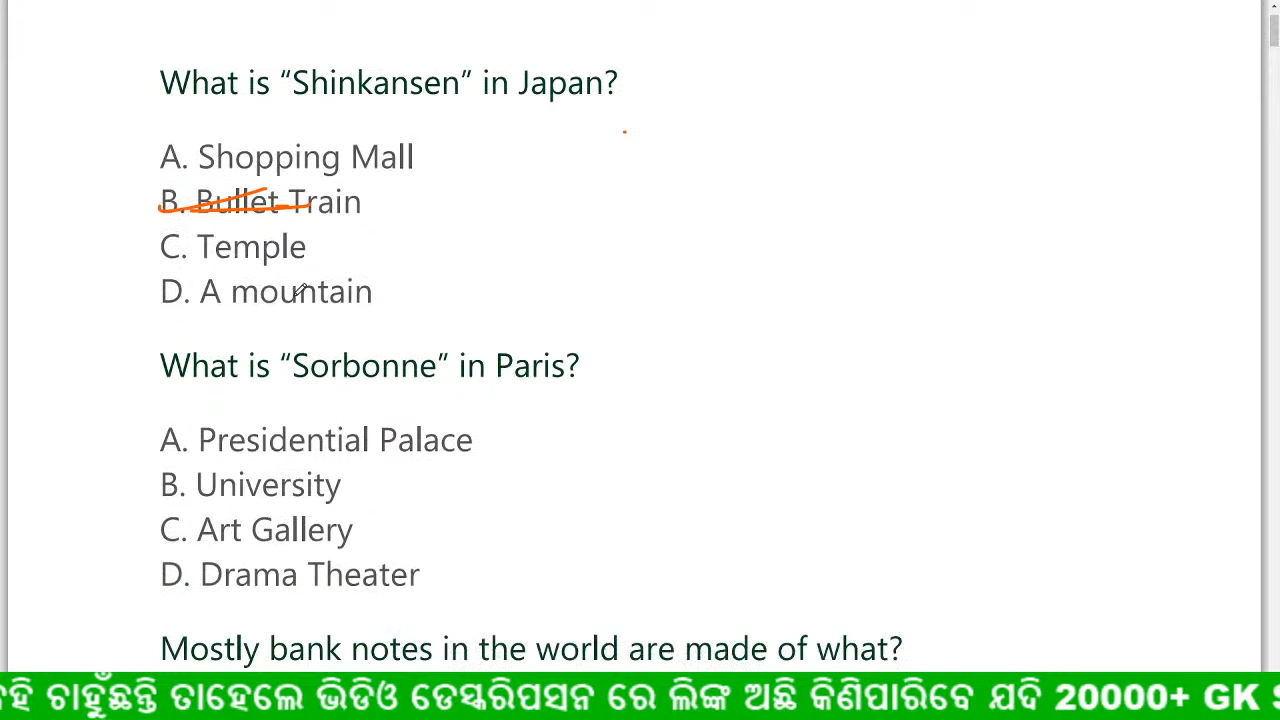 What is “Shinkansen” in Japan?
A. Shopping Mall
B. Bullet Train
C. Temple
D. A mountain
What is “Sorbonne” in Paris?
A. Presidential Palace
B. University
C. Art Gallery
D. Drama Theater
Mostly bank notes in the world are made of what?
ଚାହୁଁଛନ୍ତି ତାହେଲେ ଭିଡିଓ ଡେସ୍କରିପସନ ରେ ଲିଙ୍କ ଅଛି କିଣିପାରିବେ ଯଦି 20000+ GK